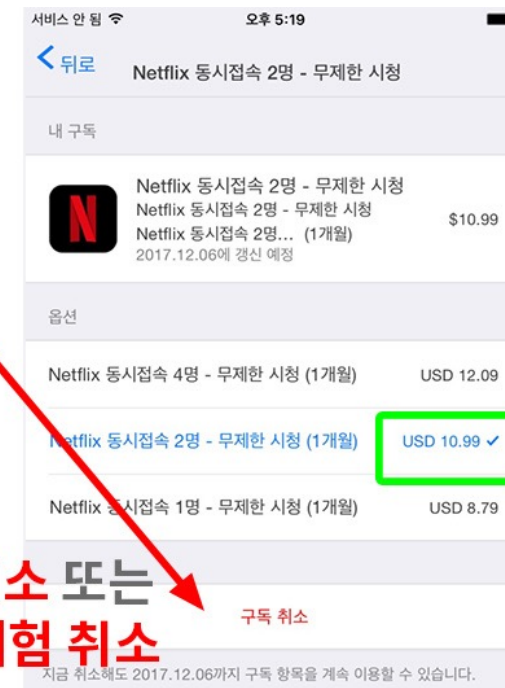 서비스 안 됨
오후 5:19
뒤로
Netflix 동시접속 2명 - 무제한 시청
내 구독
Netflix 동시접속 2명 - 무제한 시청
Netflix 동시접속 2명 - 무제한 시청
$10.99
Netflix 동시접속 2명... (1개월)
2017.12.06에 갱신 예정
옵션
Netflix 동시접속 4명 - 무제한 시청 (1개월) USD 12.09
Netflix 동시접속 2명 - 무제한 시청 (1개월) USD 10.99 ✓
Netflix 동시접속 1명 - 무제한 시청 (1개월) USD 8.79
소 또는
구독 취소
험 취소
지금 취소해도 2017.12.06까지 구독 항목을 계속 이용할 수 있습니다.